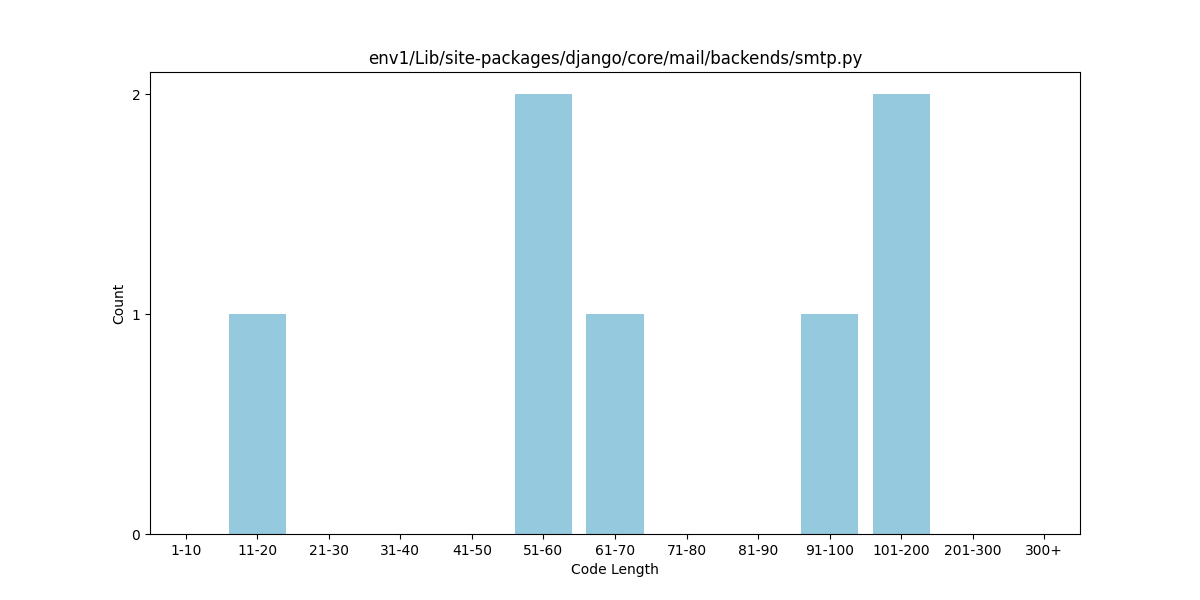 env1/Lib/site-packages/django/core/mail/backends/smtp.py
Count
2
1
0
1-10 11-20 21-30 31-40 41-50 51-60 61-70 71-80 81-90 91-100 101-200 201-300 300+
Code Length